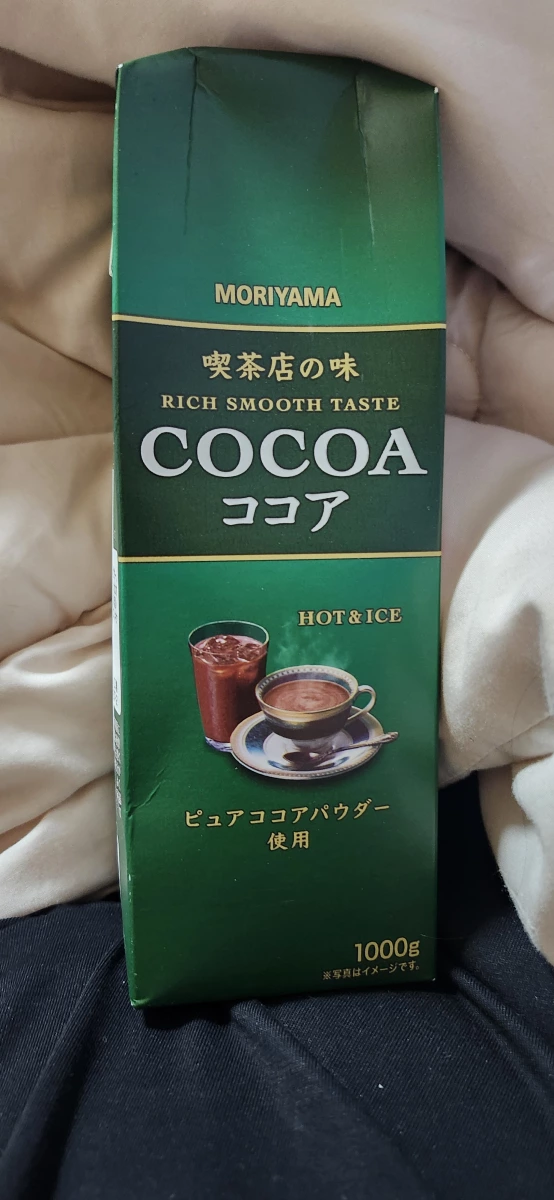 MORIYAMA
喫茶店の味
RICH SMOOTH TASTE
COCOA
ココア
HOT & ICE
ピュアココアパウダー
使用
1000g
※写真はイメージです。